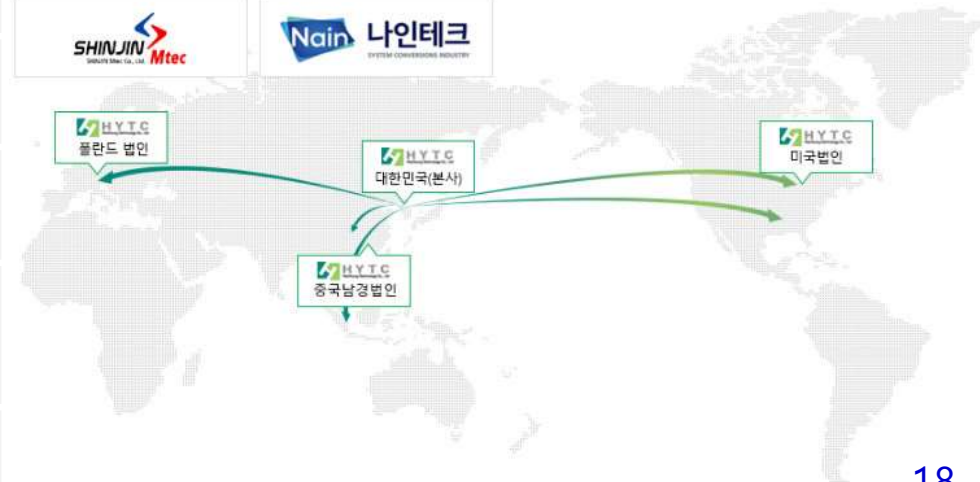 SHINJIN
Mtec
Nain 나인테크
SYSTEM CONVERSIONS INDUSTRY
HYTC
폴란드 법인
HYTC
대한민국(본사)
HYTC
미국법인
HYTC
중국남경법인
18